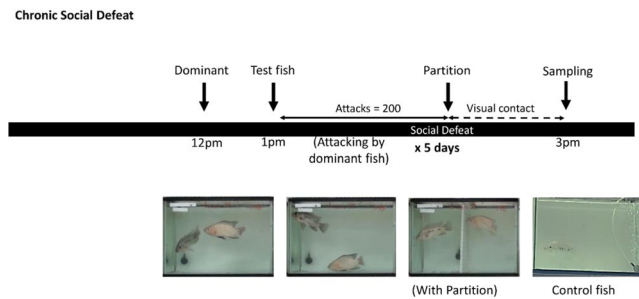 Chronic Social Defeat
Dominant
Test fish
Partition
Sampling
Attacks = 200
Visual contact
Social Defeat
12pm
1pm
(Attacking by
dominant fish)
x 5 days
3pm
(With Partition)
Control fish